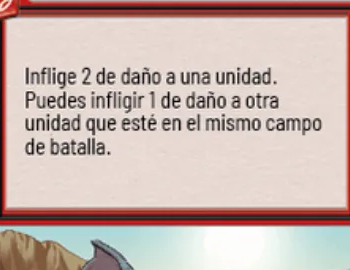 Inflige 2 de daño a una unidad.
Puedes infligir 1 de daño a otra
unidad que esté en el mismo campo
de batalla.